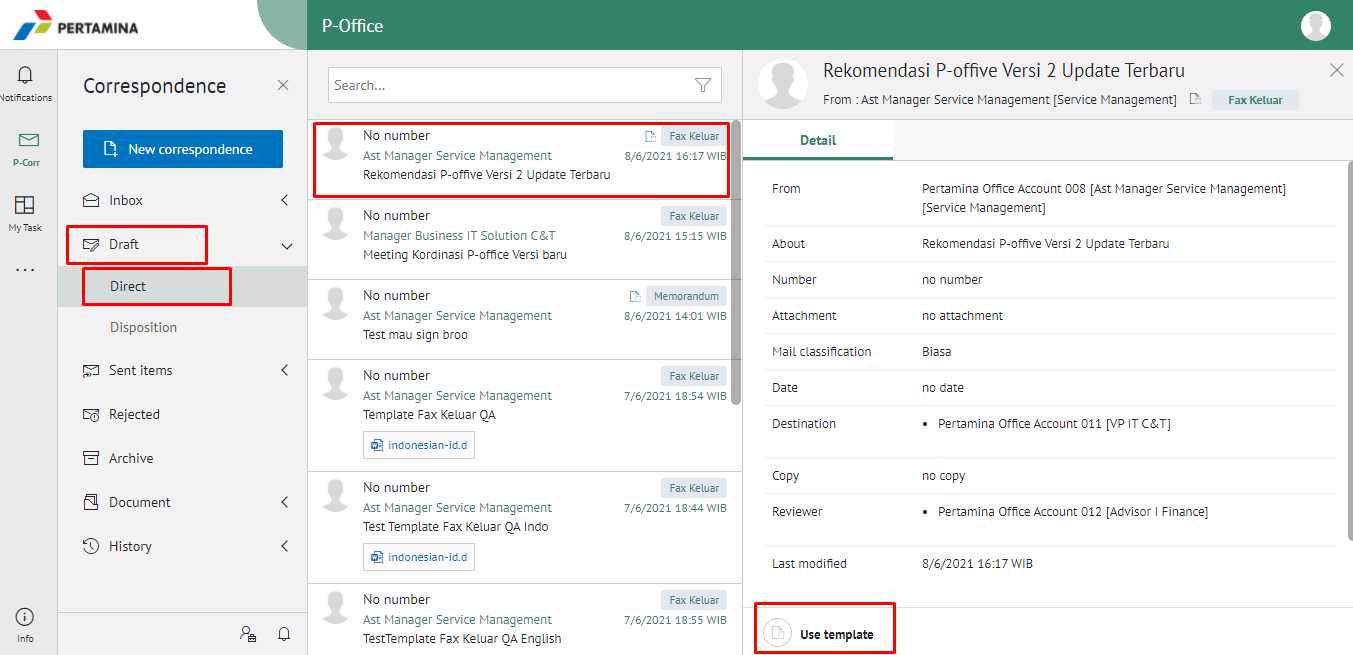 PERTAMINA
P-Office
Notifications
P-Corr
My Task
Info
Correspondence
New correspondence
Inbox
Draft
Direct
Disposition
Sent items
Rejected
Archive
Document
History
Search...
No number
Fax Keluar
Ast Manager Service Management
8/6/2021 16:17 WIB
Rekomendasi P-offive Versi 2 Update Terbaru
No number
Fax Keluar
Manager Business IT Solution C&T
8/6/2021 15:15 WIB
Meeting Kordinasi P-office Versi baru
No number
Memorandum
Ast Manager Service Management
8/6/2021 14:01 WIB
Test mau sign broo
No number
Fax Keluar
Ast Manager Service Management
7/6/2021 18:54 WIB
Template Fax Keluar QA
indonesian-id.d
No number
Fax Keluar
Ast Manager Service Management
7/6/2021 18:44 WIB
Test Template Fax Keluar QA Indo
indonesian-id.d
No number
Fax Keluar
Ast Manager Service Management
7/6/2021 18:55 WIB
TestTemplate Fax Keluar QA English
Rekomendasi P-offive Versi 2 Update Terbaru
From : Ast Manager Service Management [Service Management]
Fax Keluar
Detail
From
Pertamina Office Account 008 [Ast Manager Service Management]
[Service Management]
About
Rekomendasi P-offive Versi 2 Update Terbaru
Number
no number
Attachment
no attachment
Mail classification
Biasa
Date
no date
Destination
• Pertamina Office Account 011 [VP IT C&T]
Copy
no copy
Reviewer
• Pertamina Office Account 012 [Advisor I Finance]
Last modified
8/6/2021 16:17 WIB
Use template